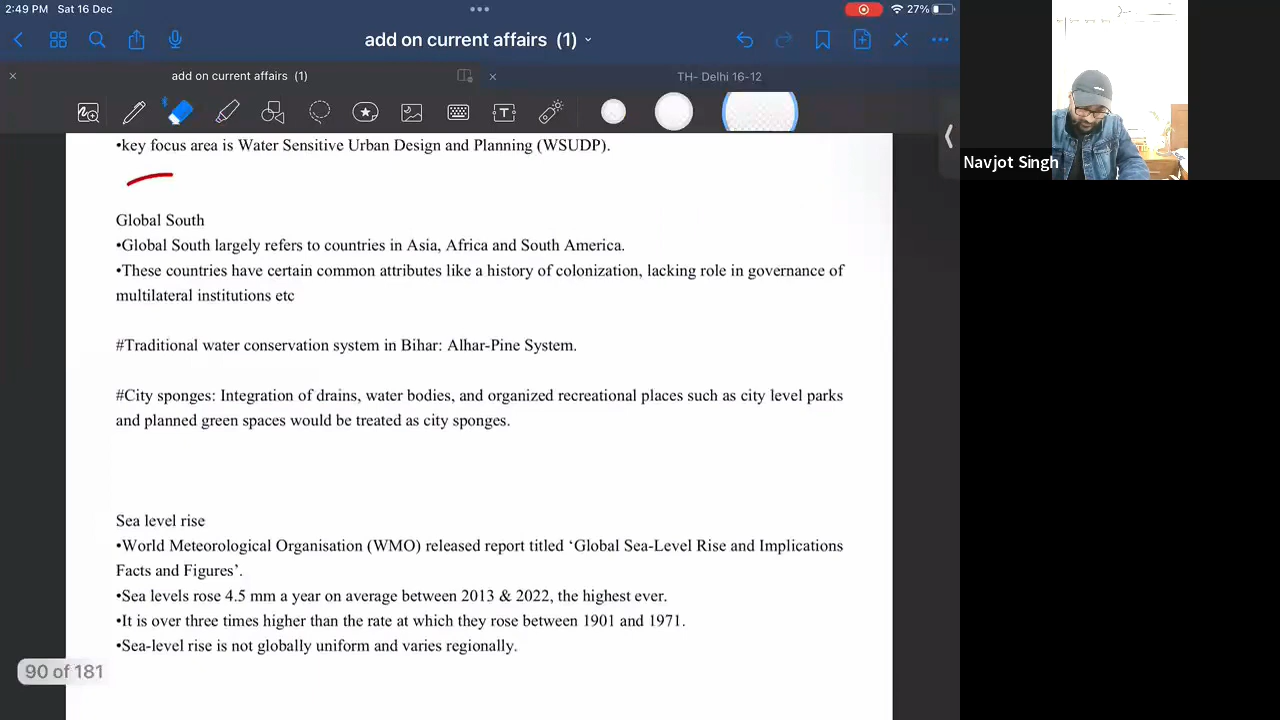 2:49 PM Sat 16 Dec
27%
add on current affairs (1)
add on current affairs (1)
TH- Delhi 16-12
•key focus area is Water Sensitive Urban Design and Planning (WSUDP).
Global South
•Global South largely refers to countries in Asia, Africa and South America.
•These countries have certain common attributes like a history of colonization, lacking role in governance of
multilateral institutions etc
#Traditional water conservation system in Bihar: Alhar-Pine System.
#City sponges: Integration of drains, water bodies, and organized recreational places such as city level parks
and planned green spaces would be treated as city sponges.
Sea level rise
•World Meteorological Organisation (WMO) released report titled ‘Global Sea-Level Rise and Implications
Facts and Figures’.
•Sea levels rose 4.5 mm a year on average between 2013 & 2022, the highest ever.
•It is over three times higher than the rate at which they rose between 1901 and 1971.
•Sea-level rise is not globally uniform and varies regionally.
90 of 181
Navjot Singh